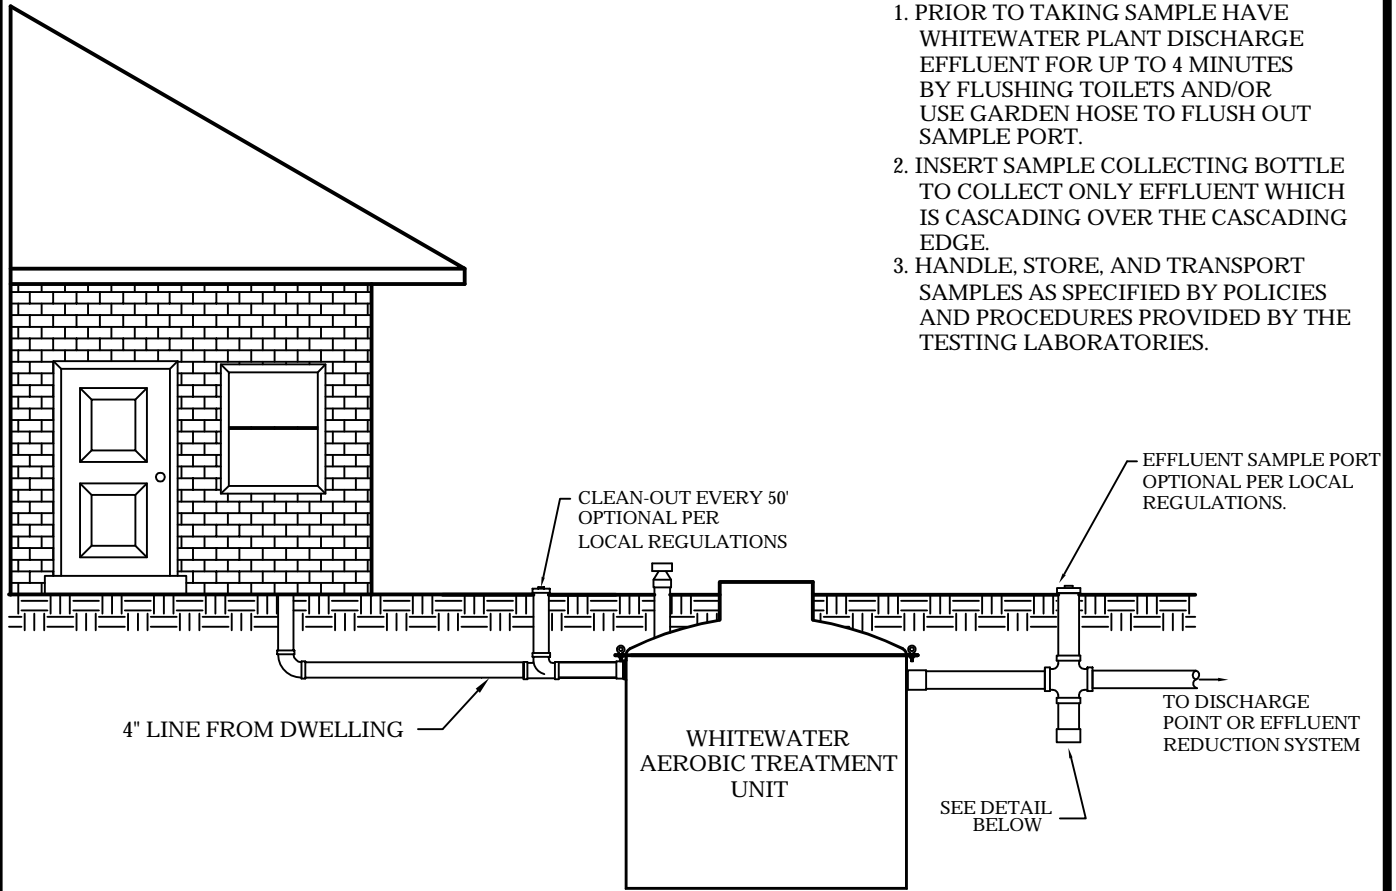 1. PRIOR TO TAKING SAMPLE HAVE
WHITEWATER PLANT DISCHARGE
EFFLUENT FOR UP TO 4 MINUTES
BY FLUSHING TOILETS AND/OR
USE GARDEN HOSE TO FLUSH OUT
SAMPLE PORT.
2. INSERT SAMPLE COLLECTING BOTTLE
TO COLLECT ONLY EFFLUENT WHICH
IS CASCADING OVER THE CASCADING
EDGE.
3. HANDLE, STORE, AND TRANSPORT
SAMPLES AS SPECIFIED BY POLICIES
AND PROCEDURES PROVIDED BY THE
TESTING LABORATORIES.
EFFLUENT SAMPLE PORT
OPTIONAL PER LOCAL
REGULATIONS.
CLEAN-OUT EVERY 50'
OPTIONAL PER
LOCAL REGULATIONS
4" LINE FROM DWELLING
WHITEWATER
AEROBIC TREATMENT
UNIT
TO DISCHARGE
POINT OR EFFLUENT
REDUCTION SYSTEM
SEE DETAIL
BELOW